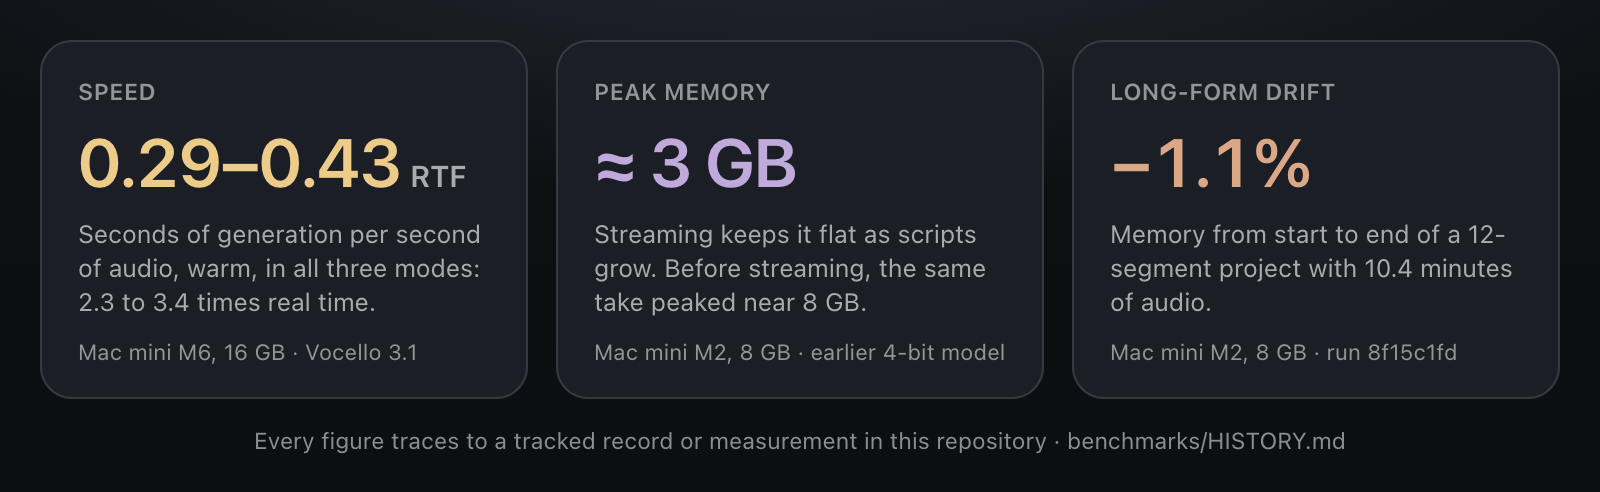 SPEED
0.29–0.43 RTF
Seconds of generation per second
of audio, warm, in all three modes:
2.3 to 3.4 times real time.
Mac mini M6, 16 GB · Vocello 3.1
PEAK MEMORY
≈ 3 GB
Streaming keeps it flat as scripts
grow. Before streaming, the same
take peaked near 8 GB.
Mac mini M2, 8 GB · earlier 4-bit model
LONG-FORM DRIFT
−1.1%
Memory from start to end of a 12-
segment project with 10.4 minutes
of audio.
Mac mini M2, 8 GB · run 8f15c1fd
Every figure traces to a tracked record or measurement in this repository · benchmarks/HISTORY.md